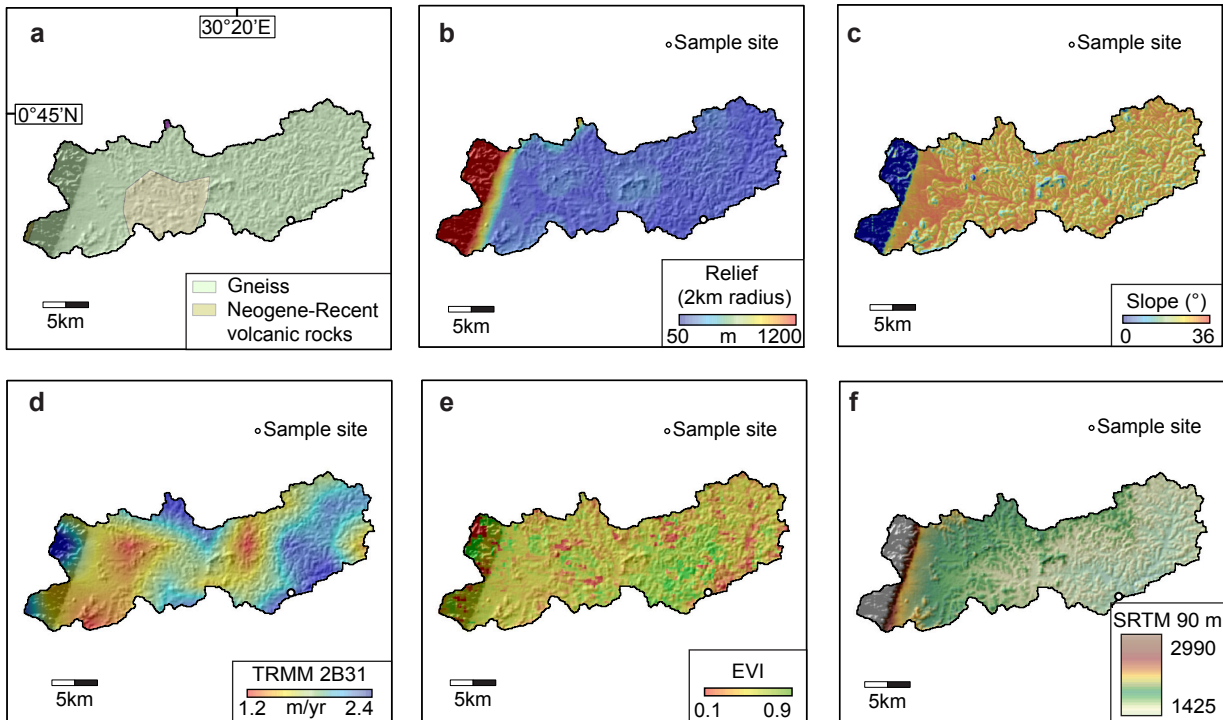 a
30°20'E
0°45'N
Gneiss
Neogene-Recent
volcanic rocks
5km
b
Sample site
Relief
(2km radius)
50 m 1200
5km
c
Sample site
Slope (°)
0 36
5km
d
Sample site
TRMM 2B31
1.2 m/yr 2.4
5km
e
Sample site
EVI
0.1 0.9
5km
f
Sample site
SRTM 90 m
2990
1425
5km